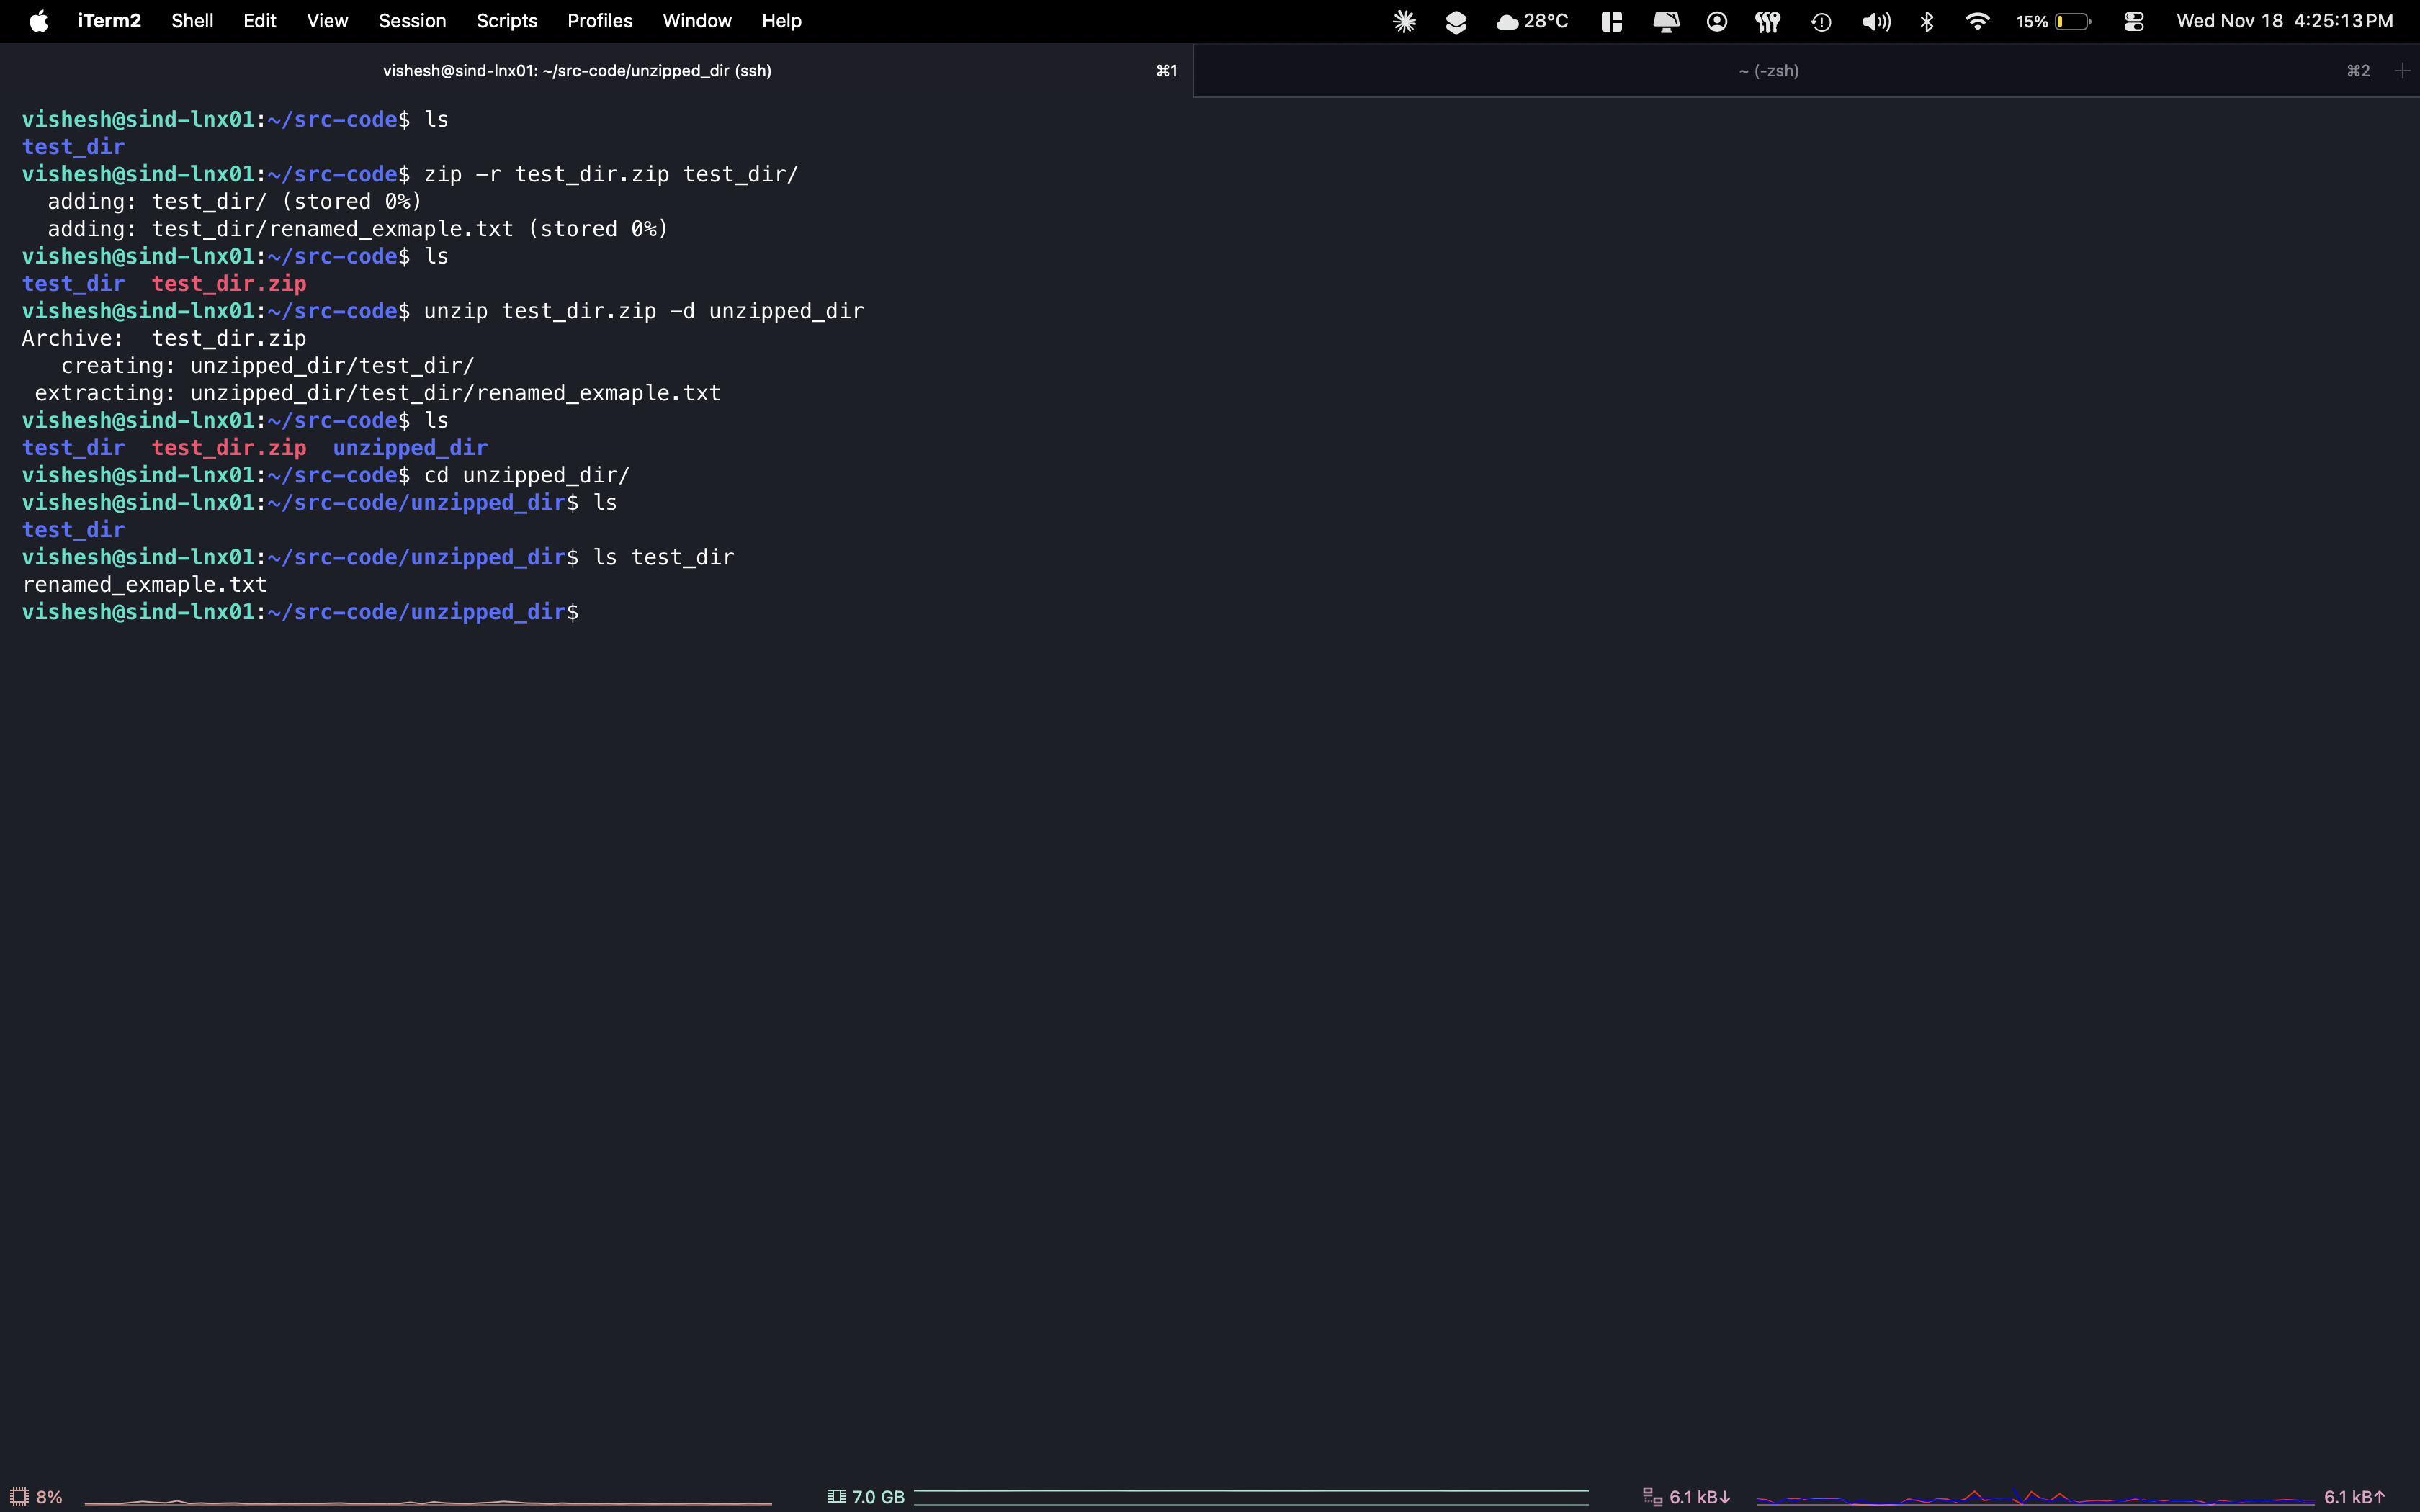 iTerm2 Shell Edit View Session Scripts Profiles Window Help 28°C 15% Wed Nov 18 4:25:13 PM
vishesh@sind-lnx01: ~/src-code/unzipped_dir (ssh) ⌘1 ~ (-zsh) ⌘2
vishesh@sind-lnx01:~/src-code$ ls
test_dir
vishesh@sind-lnx01:~/src-code$ zip -r test_dir.zip test_dir/
  adding: test_dir/ (stored 0%)
  adding: test_dir/renamed_exmaple.txt (stored 0%)
vishesh@sind-lnx01:~/src-code$ ls
test_dir  test_dir.zip
vishesh@sind-lnx01:~/src-code$ unzip test_dir.zip -d unzipped_dir
Archive:  test_dir.zip
   creating: unzipped_dir/test_dir/
 extracting: unzipped_dir/test_dir/renamed_exmaple.txt
vishesh@sind-lnx01:~/src-code$ ls
test_dir  test_dir.zip  unzipped_dir
vishesh@sind-lnx01:~/src-code$ cd unzipped_dir/
vishesh@sind-lnx01:~/src-code/unzipped_dir$ ls
test_dir
vishesh@sind-lnx01:~/src-code/unzipped_dir$ ls test_dir
renamed_exmaple.txt
vishesh@sind-lnx01:~/src-code/unzipped_dir$
8% 7.0 GB 6.1 kB↓ 6.1 kB↑